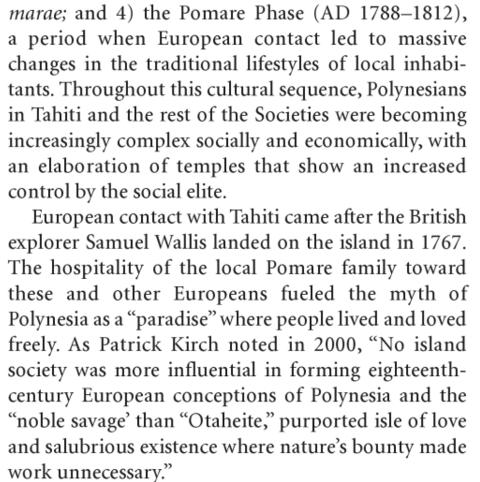 marae; and 4) the Pomare Phase (AD 1788–1812),
a period when European contact led to massive
changes in the traditional lifestyles of local inhabi-
tants. Throughout this cultural sequence, Polynesians
in Tahiti and the rest of the Societies were becoming
increasingly complex socially and economically, with
an elaboration of temples that show an increased
control by the social elite.
European contact with Tahiti came after the British
explorer Samuel Wallis landed on the island in 1767.
The hospitality of the local Pomare family toward
these and other Europeans fueled the myth of
Polynesia as a “paradise” where people lived and loved
freely. As Patrick Kirch noted in 2000, “No island
society was more influential in forming eighteenth-
century European conceptions of Polynesia and the
“noble savage’ than “Otaheite,” purported isle of love
and salubrious existence where nature’s bounty made
work unnecessary.”